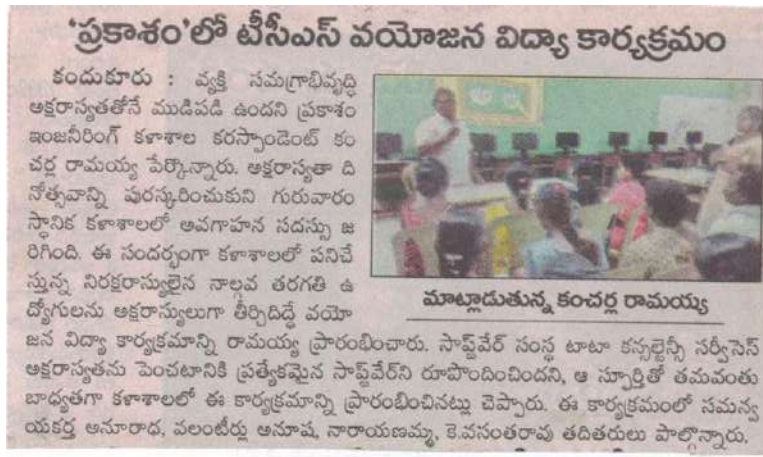 'ప్రకాశం'లో టీసీఎస్ వయోజన విద్యా కార్యక్రమం
కందుకూరు : వ్యక్తి సమగ్రాభివృద్ధి
అక్షరాస్యతతోనే ముడిపడి ఉందని ప్రకాశం
ఇంజనీరింగ్ కళాశాల కరస్పాండెంట్ కం
చర్ల రామయ్య పేర్కొన్నారు. అక్షరాస్యతా ది
నోత్సవాన్ని పురస్కరించుకుని గురువారం
స్థానిక కళాశాలలో అవగాహన సదస్సు జ
రిగింది. ఈ సందర్భంగా కళాశాలలో పనిచే
స్తున్న నిరక్షరాస్యులైన నాల్గవ తరగతి ఉ
ద్యోగులను అక్షరాస్యులుగా తీర్చిదిద్దే వయో
జన విద్యా కార్యక్రమాన్ని రామయ్య ప్రారంభించారు. సాఫ్ట్‌వేర్ సంస్థ టాటా కన్సల్టెన్సీ సర్వీసెస్
అక్షరాస్యతను పెంచటానికి ప్రత్యేకమైన సాఫ్ట్‌వేర్‌ని రూపొందించిందని, ఆ స్ఫూర్తితో తమవంతు
బాధ్యతగా కళాశాలలో ఈ కార్యక్రమాన్ని ప్రారంభించినట్లు చెప్పారు. ఈ కార్యక్రమంలో సమన్వ
యకర్త అనూరాధ, వలంటీర్లు అనూష, నారాయణమ్మ, కె.వసంతరావు తదితరులు పాల్గొన్నారు.
మాట్లాడుతున్న కంచర్ల రామయ్య